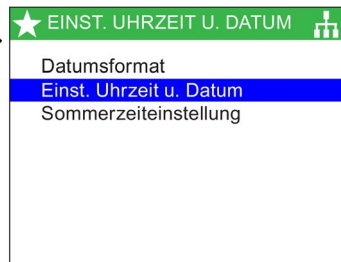 EINST. UHRZEIT U. DATUM
Datumsformat
Einst. Uhrzeit u. Datum
Sommerzeiteinstellung